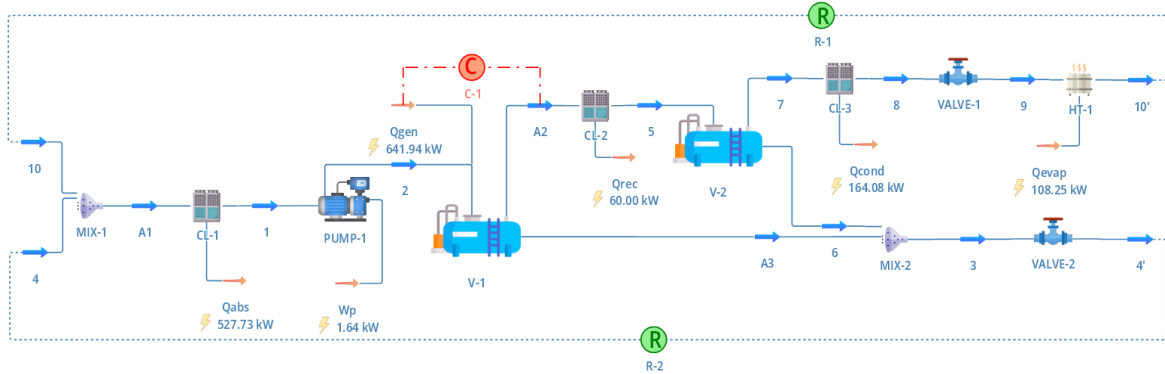 R
R-1
C
C-1
7
CL-3
8
VALVE-1
9
HT-1
10'
A2
CL-2
5
Qgen
641.94 kW
2
10
V-2
Qrec
60.00 kW
Qcond
164.08 kW
Qevap
108.25 kW
MIX-1
A1
CL-1
1
PUMP-1
4
V-1
A3
6
MIX-2
3
VALVE-2
4'
Qabs
527.73 kW
Wp
1.64 kW
R
R-2